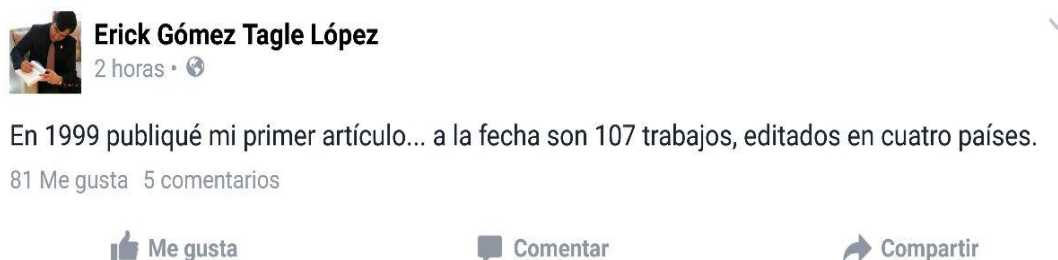 Erick Gómez Tagle López
2 horas •
En 1999 publiqué mi primer artículo... a la fecha son 107 trabajos, editados en cuatro países.
81 Me gusta 5 comentarios
Me gusta Comentar Compartir